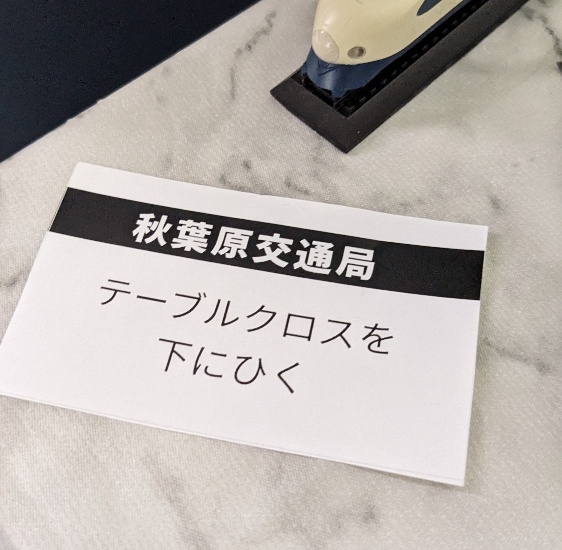 秋葉原交通局
テーブルクロスを
下にひく